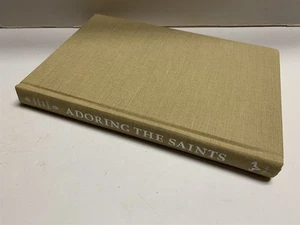 ADORING THE SAINTS